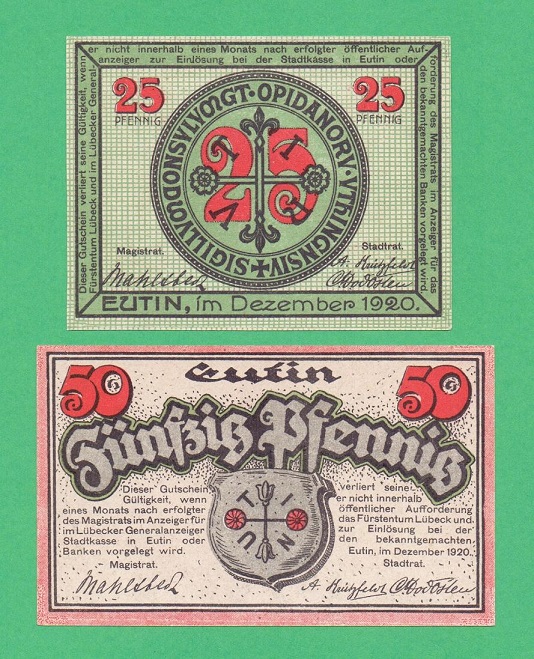 er nicht innerhalb eines Monats nach erfolgter öffentlicher Auf-
anzeiger zur Einlösung bei der Stadtkasse in Eutin oder
Dieser Gutschein verliert seine Gültigkeit, wenn
Fürstentum Lübeck und im Lübecker General-
forderung des Magistrats im Anzeiger für das
den bekanntgemachten Banken vorgelegt wird.
25 25
PFENNIG PFENNIG
25
OPIDANORV
T I
V
Magistrat. Stadtrat.
Mahlstedt
EUTIN, im Dezember 1920.
Eutin
50 50
Fünfzig Pfennig
Dieser Gutschein verliert seine
Gültigkeit, wenn er nicht innerhalb
eines Monats nach erfolgter öffentlicher Aufforderung
des Magistrats im Anzeiger für das Fürstentum Lübeck und
im Lübecker Generalanzeiger zur Einlösung bei der
Stadtkasse in Eutin oder den bekanntgemachten
Banken vorgelegt wird. Eutin, im Dezember 1920.
Magistrat. Stadtrat.
T I
U N
Mahlstedt